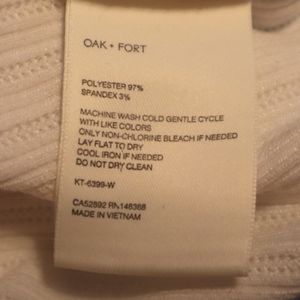 OAK + FORT
POLYESTER 97%
SPANDEX 3%
MACHINE WASH COLD GENTLE CYCLE
WITH LIKE COLORS
ONLY NON-CHLORINE BLEACH IF NEEDED
LAY FLAT TO DRY
COOL IRON IF NEEDED
DO NOT DRY CLEAN
KT-6399-W
CA52892 RN148368
MADE IN VIETNAM